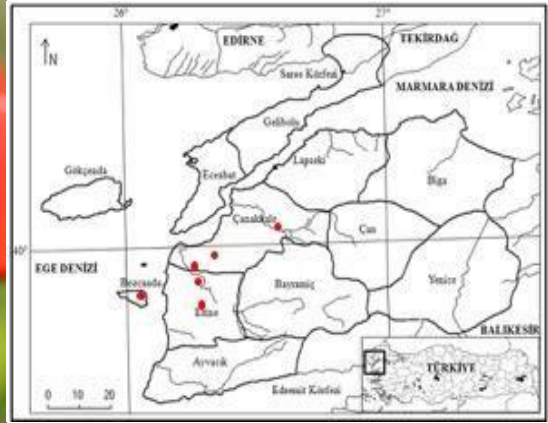 26°
27°
N
EDİRNE
TEKİRDAĞ
Saros Körfezi
MARMARA DENİZİ
Gelibolu
Gökçeada
Eceabat
Lapseki
Biga
Çanakkale
Çan
40°
EGE DENİZİ
Bozcaada
Bayramiç
Yenice
Ezine
BALIKESİR
Ayvacık
TÜRKİYE
Edremit Körfezi
0 10 20